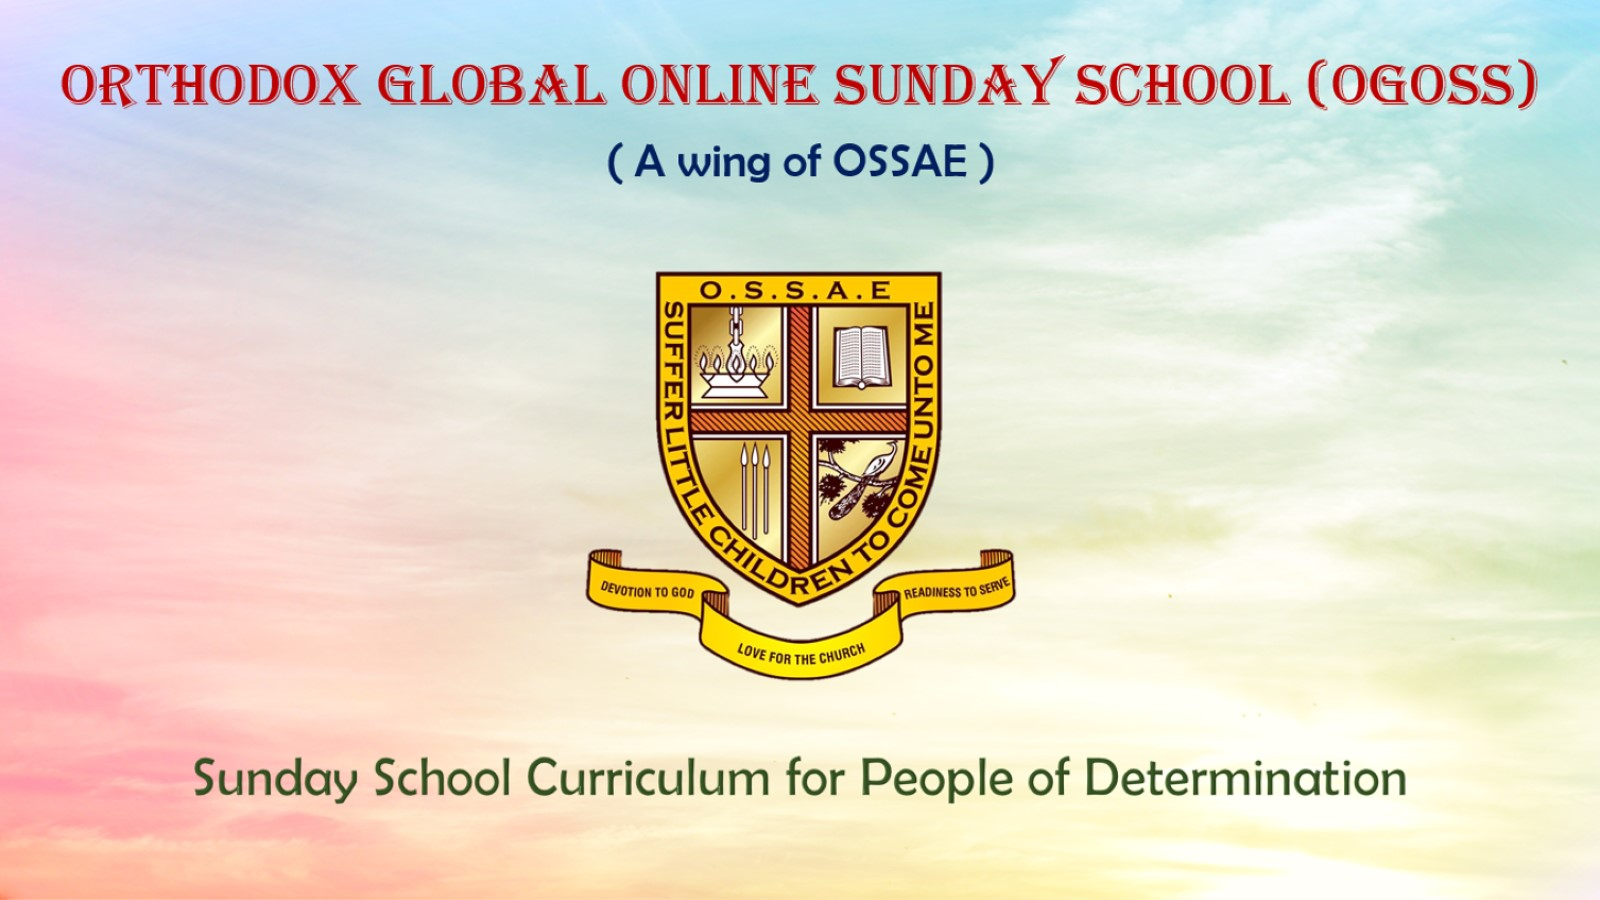 ORTHODOX GLOBAL ONLINE SUNDAY SCHOOL (OGOSS)
( A wing of OSSAE )
O.S.S.A.E
SUFFER LITTLE CHILDREN TO COME UNTO ME
DEVOTION TO GOD
LOVE FOR THE CHURCH
READINESS TO SERVE
Sunday School Curriculum for People of Determination